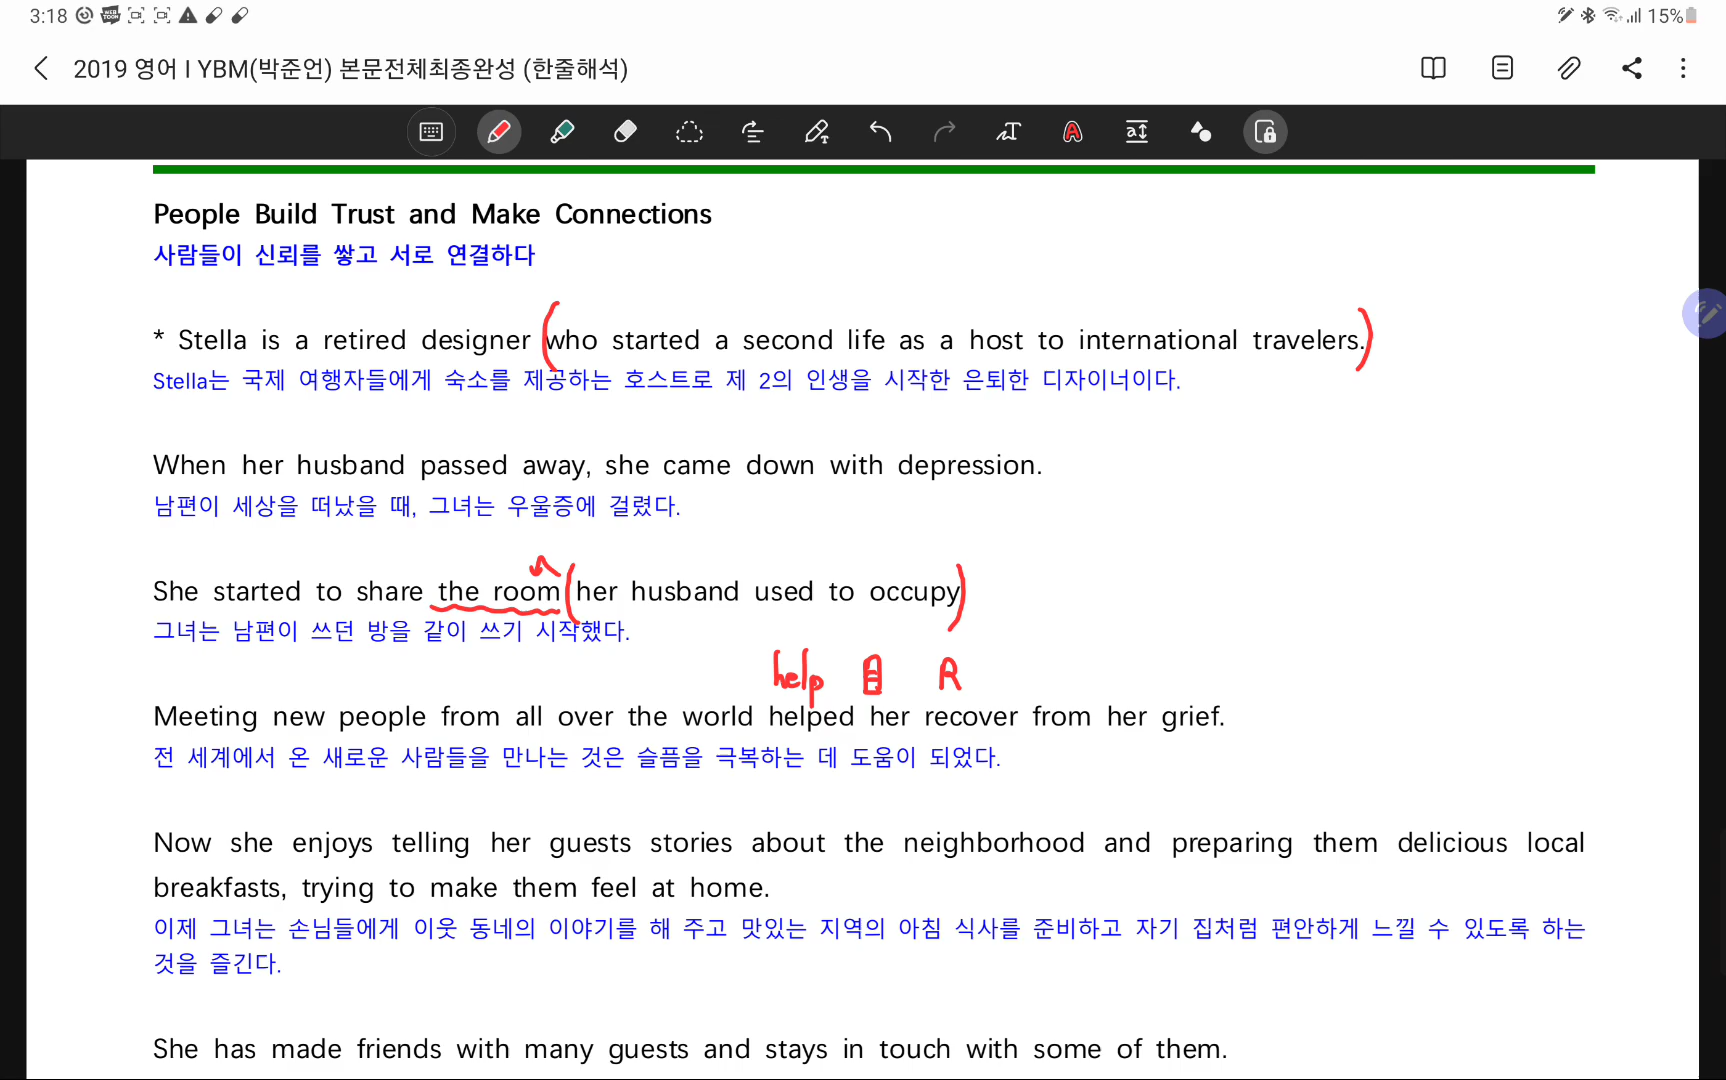 3:18 15%
2019 영어 I YBM(박준언) 본문전체최종완성 (한줄해석)
People Build Trust and Make Connections
사람들이 신뢰를 쌓고 서로 연결하다
* Stella is a retired designer (who started a second life as a host to international travelers.)
Stella는 국제 여행자들에게 숙소를 제공하는 호스트로 제 2의 인생을 시작한 은퇴한 디자이너이다.
When her husband passed away, she came down with depression.
남편이 세상을 떠났을 때, 그녀는 우울증에 걸렸다.
She started to share the room (her husband used to occupy)
그녀는 남편이 쓰던 방을 같이 쓰기 시작했다.
help 目 R
Meeting new people from all over the world helped her recover from her grief.
전 세계에서 온 새로운 사람들을 만나는 것은 슬픔을 극복하는 데 도움이 되었다.
Now she enjoys telling her guests stories about the neighborhood and preparing them delicious local
breakfasts, trying to make them feel at home.
이제 그녀는 손님들에게 이웃 동네의 이야기를 해 주고 맛있는 지역의 아침 식사를 준비하고 자기 집처럼 편안하게 느낄 수 있도록 하는
것을 즐긴다.
She has made friends with many guests and stays in touch with some of them.